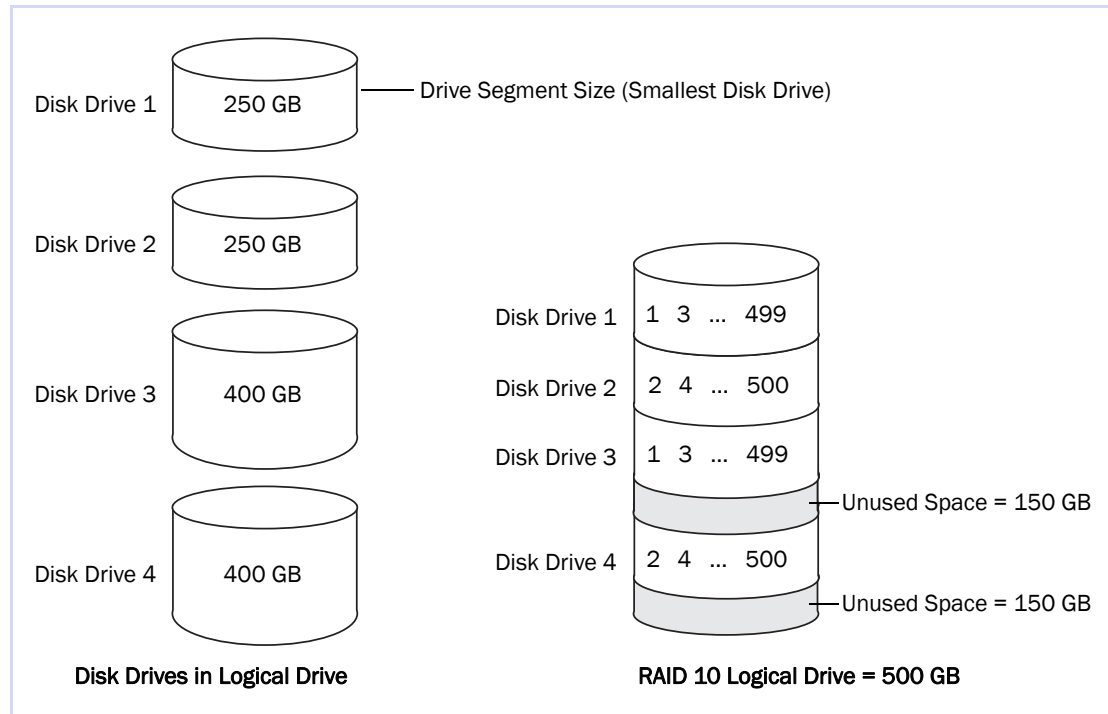 Disk Drive 1
250 GB
Drive Segment Size (Smallest Disk Drive)
Disk Drive 2
250 GB
Disk Drive 3
400 GB
Disk Drive 4
400 GB
Disk Drives in Logical Drive
Disk Drive 1
1 3 ... 499
Disk Drive 2
2 4 ... 500
Disk Drive 3
1 3 ... 499
Unused Space = 150 GB
Disk Drive 4
2 4 ... 500
Unused Space = 150 GB
RAID 10 Logical Drive = 500 GB